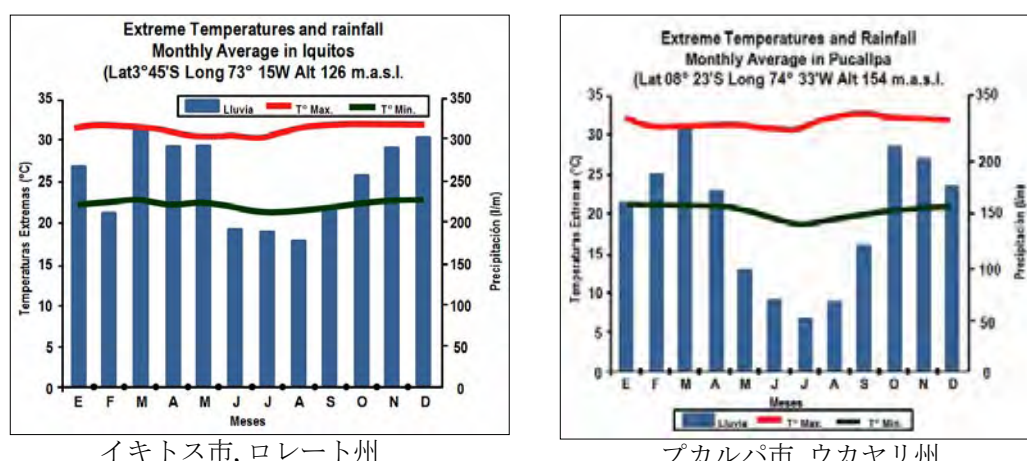 Extreme Temperatures and rainfall
Monthly Average in Iquitos
(Lat3°45'S Long 73° 15W Alt 126 m.a.s.l.
Lluvia T° Max. T° Min.
Temperaturas Extremas (°C)
35
30
25
20
15
10
5
0
350
300
250
200
150
100
50
0
Precipitación (l/m)
E F M A M J J A S O N D
Meses
イキトス市, ロレート州
Extreme Temperatures and Rainfall
Monthly Average in Pucallpa
(Lat 08° 23'S Long 74° 33'W Alt 154 m.a.s.l.
Temperaturas Extremas (°C)
35
30
25
20
15
10
5
0
350
200
150
100
50
0
Precipitación (l/m
E F M A M J J A S O N D
Meses
Lluvia T° Max. T° Min.
プカルパ市, ウカヤリ州